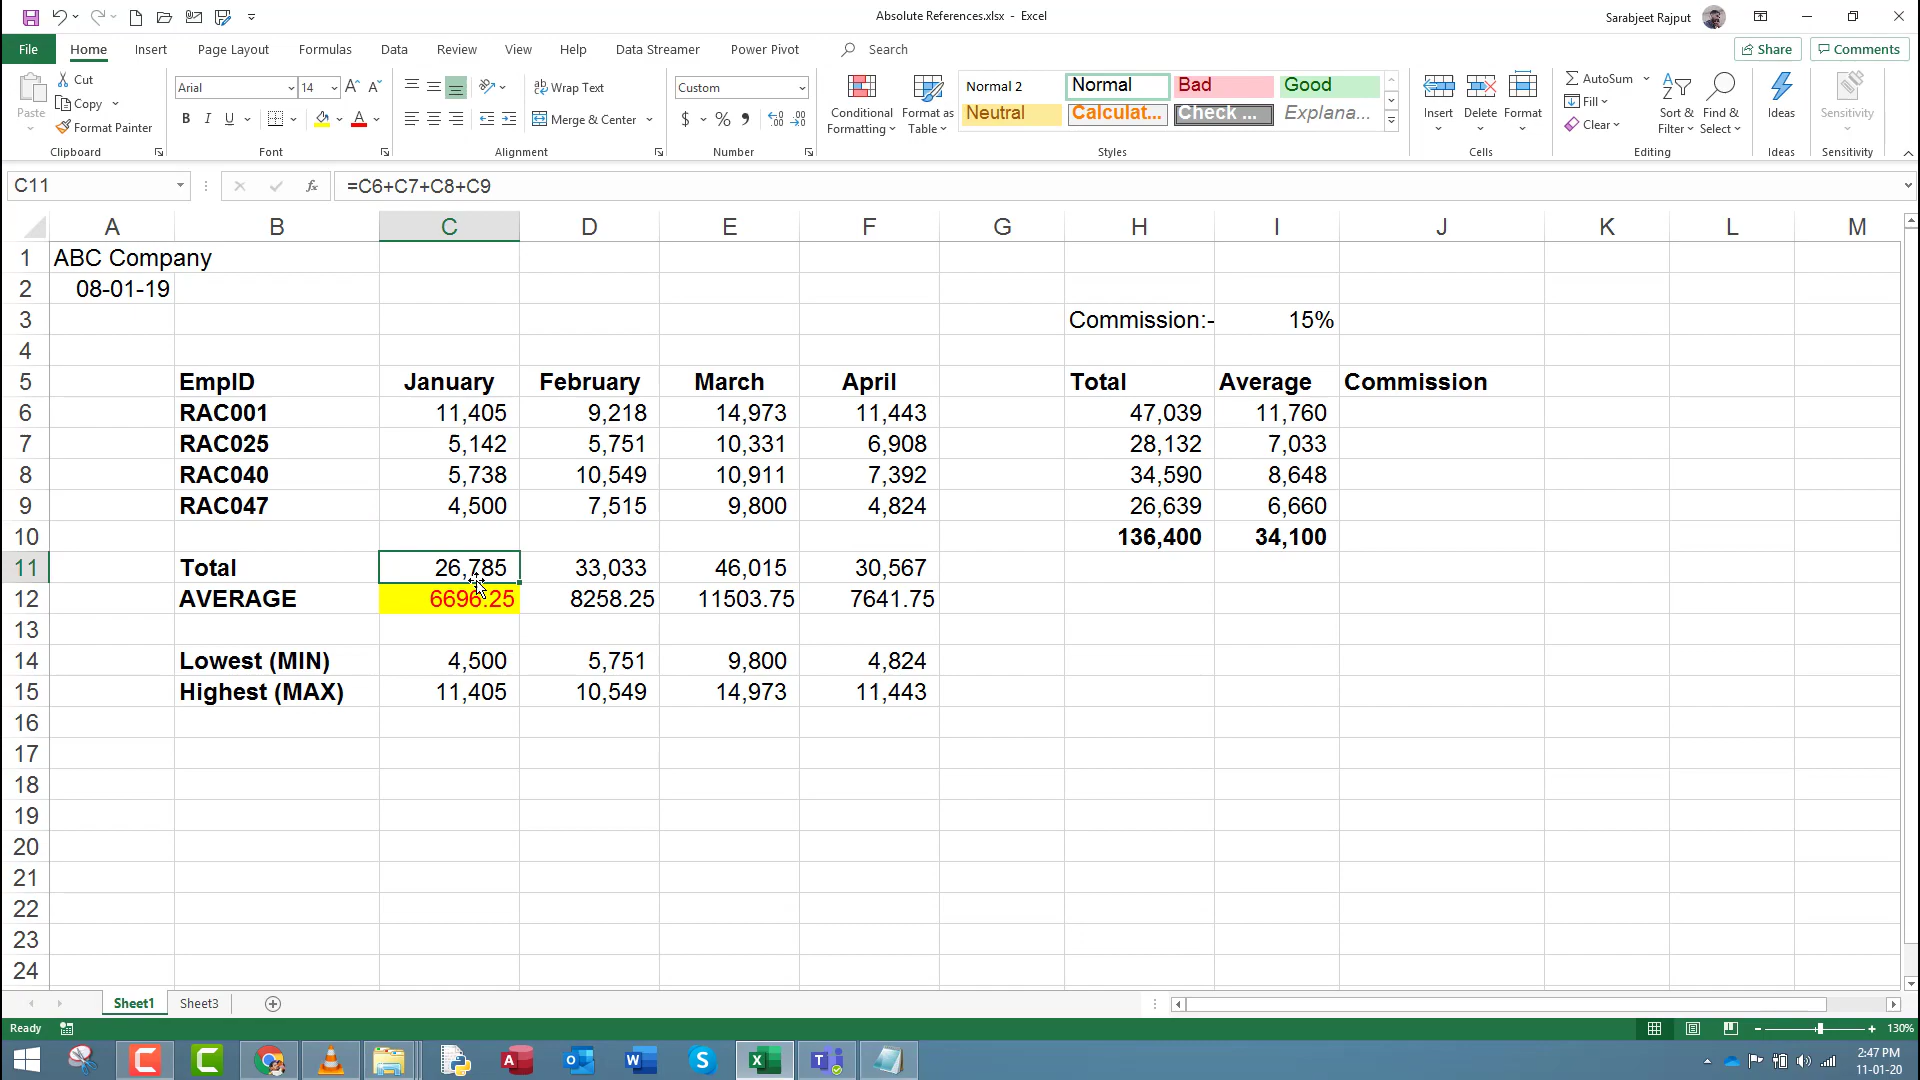 Absolute References.xlsx - Excel
Sarabjeet Rajput
File Home Insert Page Layout Formulas Data Review View Help Data Streamer Power Pivot Search Share Comments
Paste
Cut
Copy
Format Painter
Clipboard
Arial 14 A A
B I U A
Font
Wrap Text
Merge & Center
Alignment
Custom
$ % ,
Number
Conditional Formatting
Format as Table
Normal 2 Normal Bad Good
Neutral Calculat... Check ... Explana...
Styles
Insert Delete Format
Cells
AutoSum
Fill
Clear
Sort & Filter
Find & Select
Editing
Ideas
Ideas
Sensitivity
Sensitivity
C11 fx =C6+C7+C8+C9
A B C D E F G H I J K L M
1 ABC Company
2 08-01-19
3 Commission:- 15%
4
5 EmpID January February March April Total Average Commission
6 RAC001 11,405 9,218 14,973 11,443 47,039 11,760
7 RAC025 5,142 5,751 10,331 6,908 28,132 7,033
8 RAC040 5,738 10,549 10,911 7,392 34,590 8,648
9 RAC047 4,500 7,515 9,800 4,824 26,639 6,660
10 136,400 34,100
11 Total 26,785 33,033 46,015 30,567
12 AVERAGE 6696.25 8258.25 11503.75 7641.75
13
14 Lowest (MIN) 4,500 5,751 9,800 4,824
15 Highest (MAX) 11,405 10,549 14,973 11,443
16
17
18
19
20
21
22
23
24
Sheet1 Sheet3
Ready 130%
2:47 PM
11-01-20